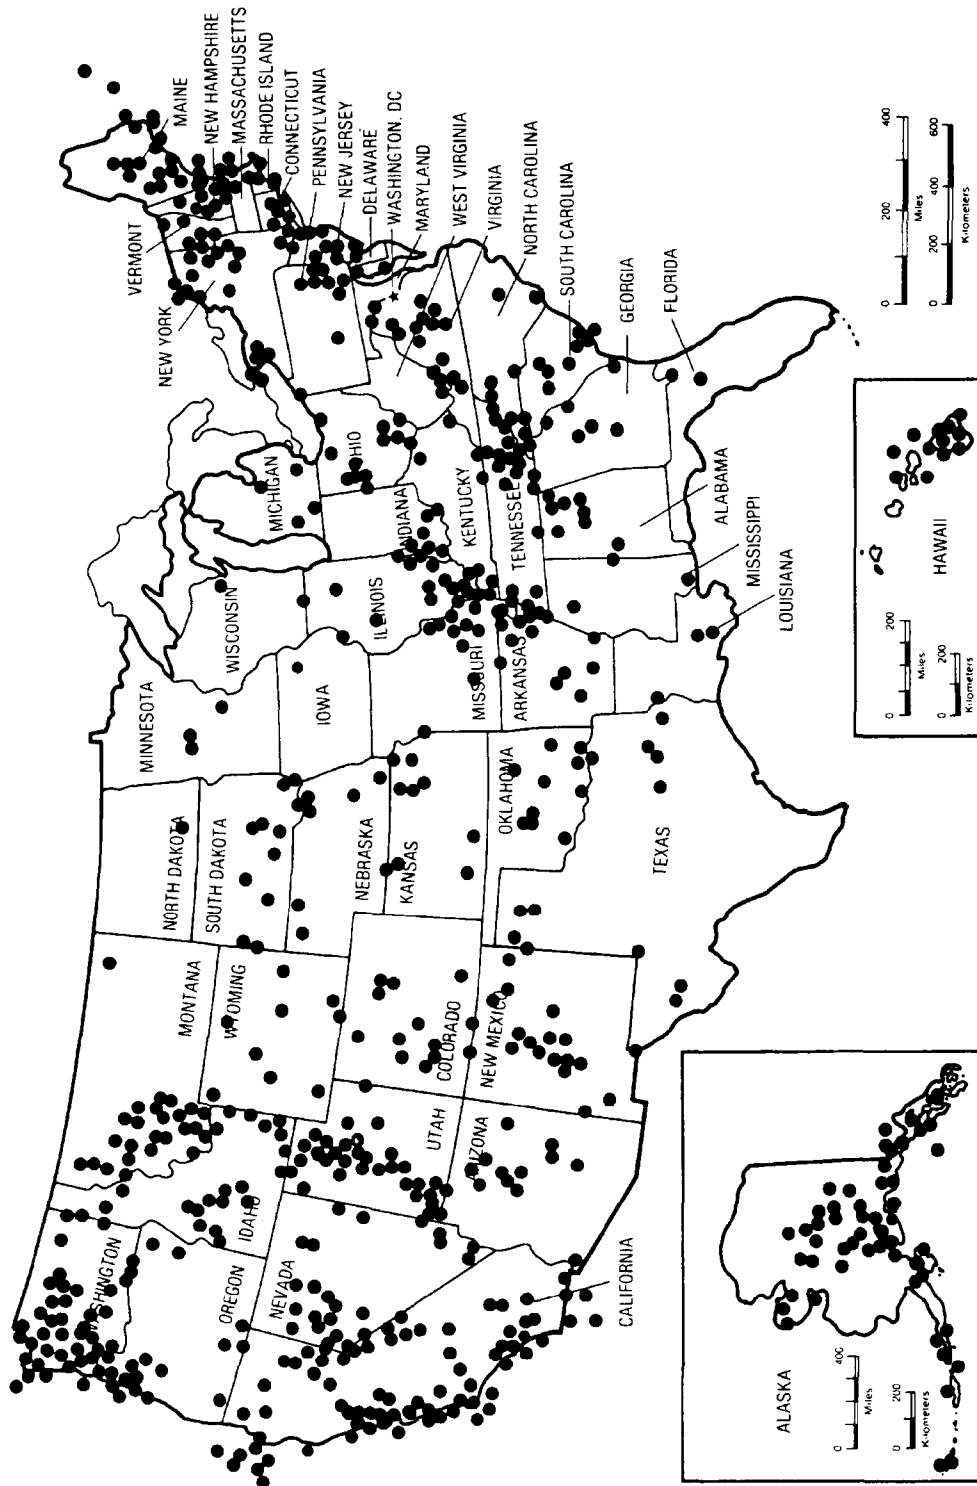 WASHINGTON
OREGON
CALIFORNIA
NEVADA
IDAHO
UTAH
ARIZONA
MONTANA
WYOMING
COLORADO
NEW MEXICO
NORTH DAKOTA
SOUTH DAKOTA
NEBRASKA
KANSAS
OKLAHOMA
TEXAS
MINNESOTA
IOWA
MISSOURI
ARKANSAS
LOUISIANA
WISCONSIN
ILLINOIS
MISSISSIPPI
MICHIGAN
INDIANA
KENTUCKY
TENNESSEE
ALABAMA
OHIO
GEORGIA
FLORIDA
SOUTH CAROLINA
NORTH CAROLINA
VIRGINIA
WEST VIRGINIA
MARYLAND
WASHINGTON, DC
DELAWARE
NEW JERSEY
PENNSYLVANIA
CONNECTICUT
RHODE ISLAND
MASSACHUSETTS
NEW HAMPSHIRE
MAINE
VERMONT
NEW YORK
ALASKA
0 400
Miles
0 200
Kilometers
HAWAII
0 200
Miles
0 200
Kilometers
0 200 400
Miles
0 200 400 600
Kilometers